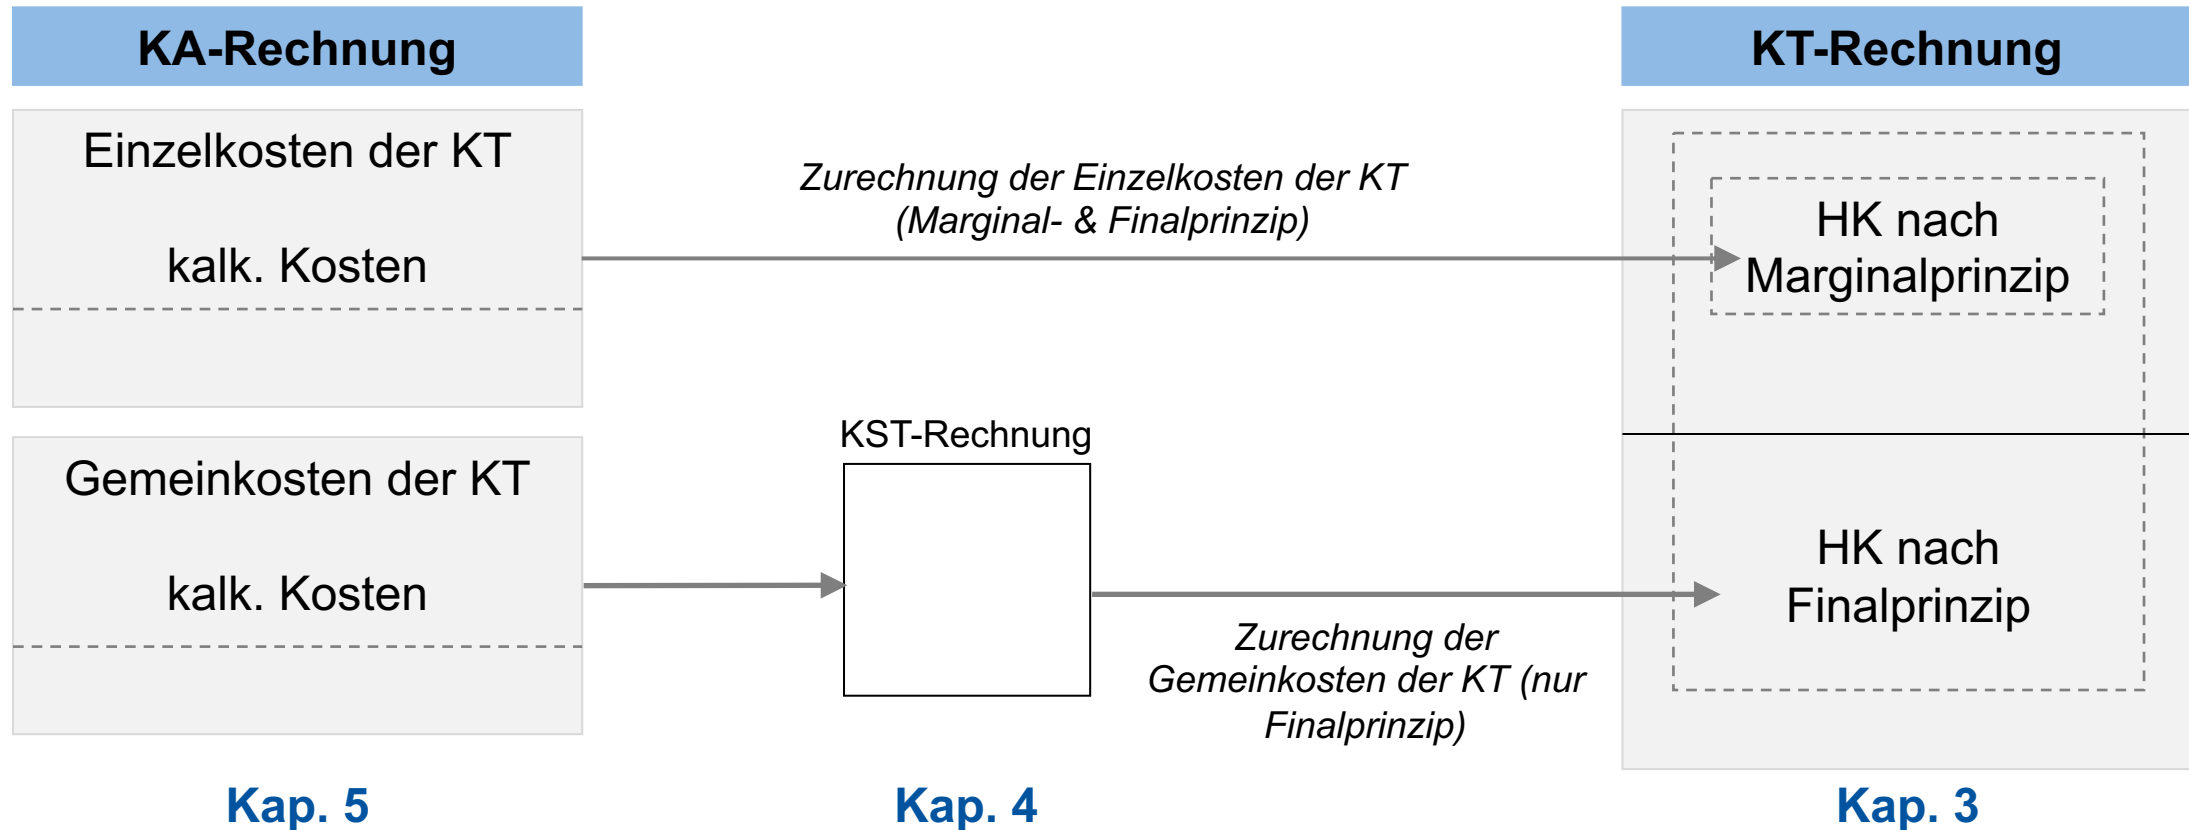 KA-Rechnung
KT-Rechnung
Einzelkosten der KT
kalk. Kosten
Zurechnung der Einzelkosten der KT
(Marginal- & Finalprinzip)
HK nach
Marginalprinzip
KST-Rechnung
Gemeinkosten der KT
kalk. Kosten
HK nach
Finalprinzip
Zurechnung der
Gemeinkosten der KT (nur
Finalprinzip)
Kap. 5
Kap. 4
Kap. 3